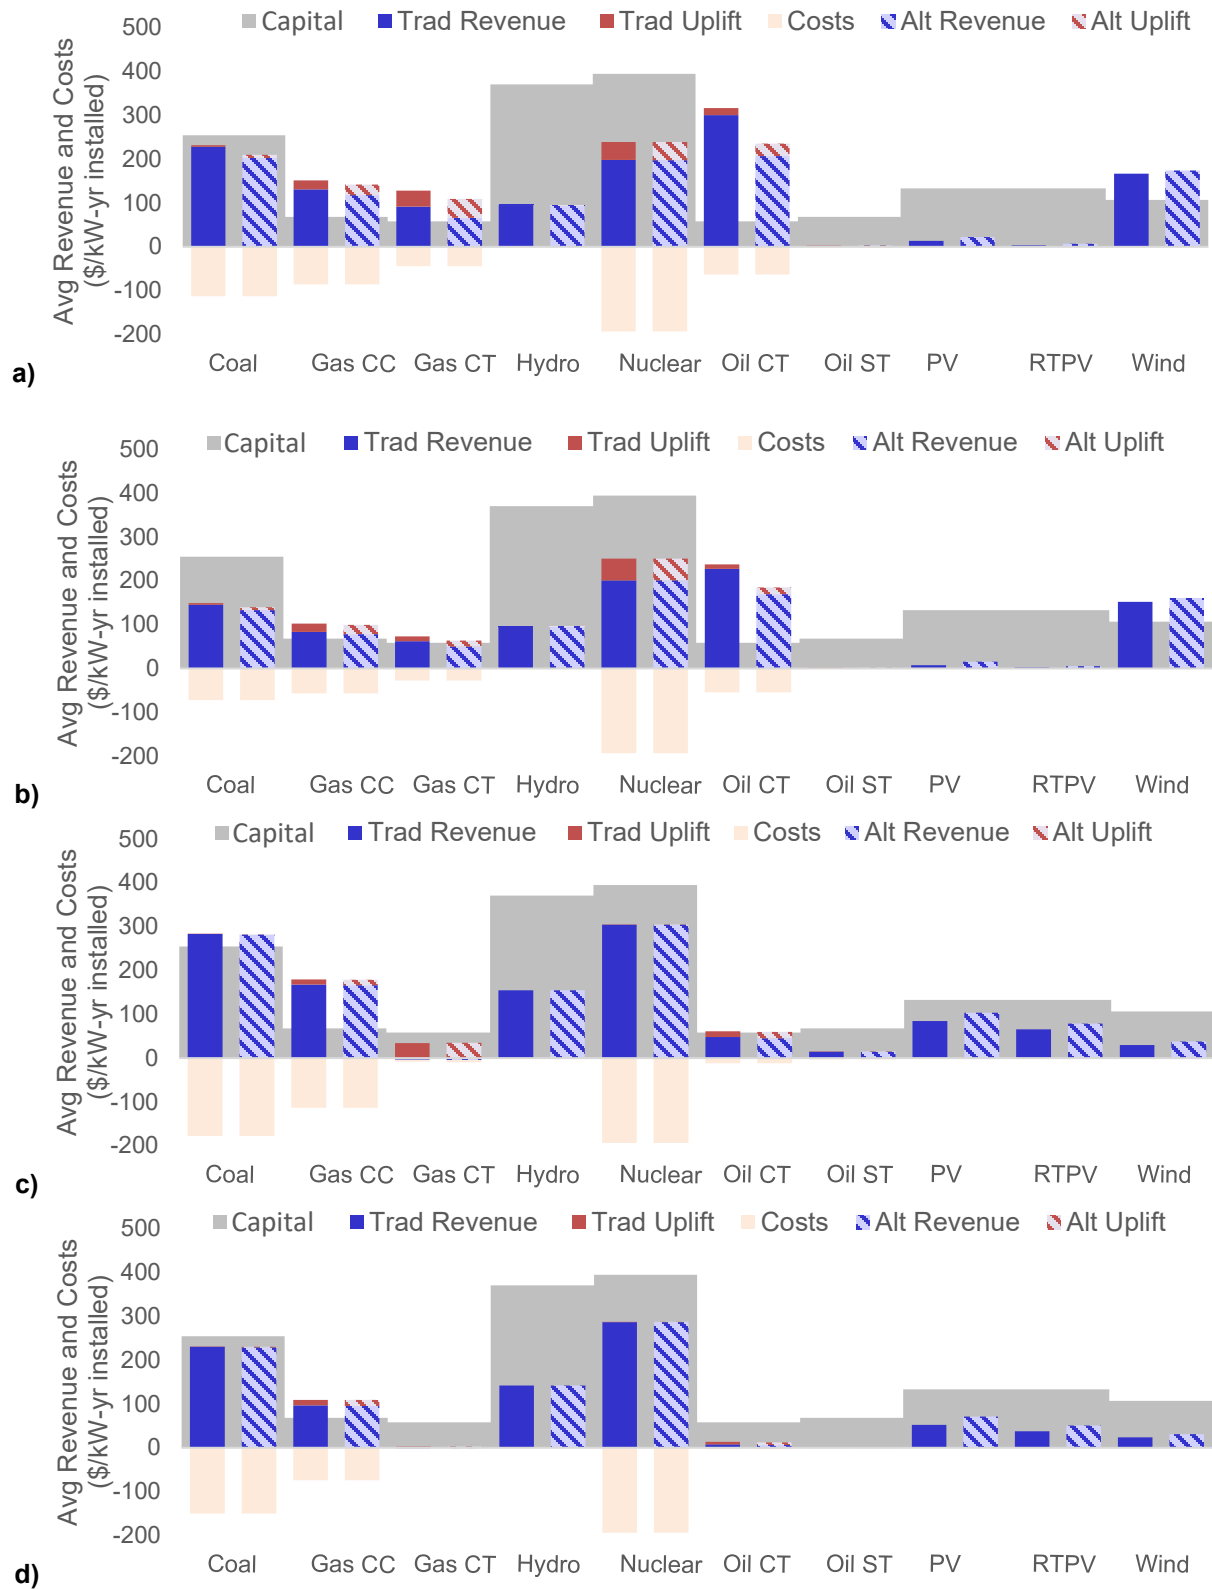 500 Capital Trad Revenue Trad Uplift Costs Alt Revenue Alt Uplift
400
300
200
100
0
-100
-200
Avg Revenue and Costs
($/kW-yr installed)
Coal Gas CC Gas CT Hydro Nuclear Oil CT Oil ST PV RTPV Wind
a)
500 Capital Trad Revenue Trad Uplift Costs Alt Revenue Alt Uplift
400
300
200
100
0
-100
-200
Avg Revenue and Costs
($/kW-yr installed)
Coal Gas CC Gas CT Hydro Nuclear Oil CT Oil ST PV RTPV Wind
b)
500 Capital Trad Revenue Trad Uplift Costs Alt Revenue Alt Uplift
400
300
200
100
0
-100
-200
Avg Revenue and Costs
($/kW-yr installed)
Coal Gas CC Gas CT Hydro Nuclear Oil CT Oil ST PV RTPV Wind
c)
500 Capital Trad Revenue Trad Uplift Costs Alt Revenue Alt Uplift
400
300
200
100
0
-100
-200
Avg Revenue and Costs
($/kW-yr installed)
Coal Gas CC Gas CT Hydro Nuclear Oil CT Oil ST PV RTPV Wind
d)